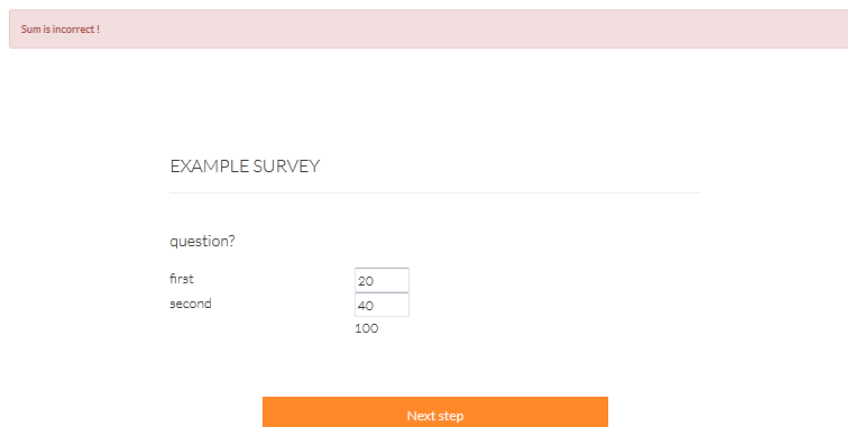 Sum is incorrect !
EXAMPLE SURVEY
question?
first 20
second 40
100
Next step